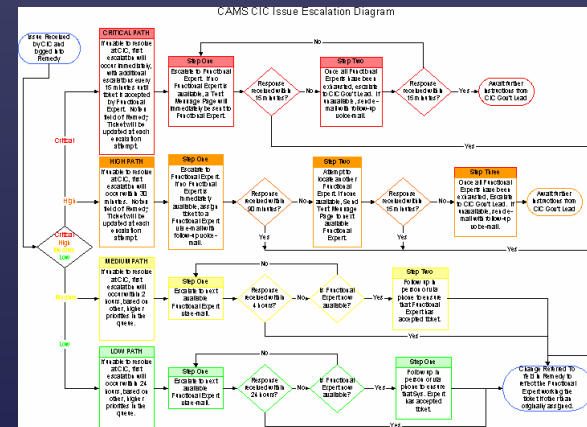 CAMS CIC Issue Escalation Diagram
Issue Received
by CIC and
logged into
Remedy
CRITICAL PATH
If unable to resolve
at CIC, first
escalation will
occur immediately,
with additional
escalations every
15 minutes until
ticket is accepted
by Functional
Expert. Notes
field of Remedy
Ticket will be
updated at each
escalation
attempt.
Step One
Escalate to Functional
Expert. If no
Functional Expert is
available, a Text
Message Page will
immediately be sent to
Functional Expert.
Response
received within
15 minutes?
No
Step Two
Once all Functional
Experts have been
exhausted, escalate
to CIC Gov't Lead. If
unavailable, send e-
mail with follow-up
voice-mail.
Response
received within
15 minutes?
No
Yes
Await further
instructions from
CIC Gov't Lead
Yes
Critical
HIGH PATH
If unable to resolve
at CIC, first
escalation will
occur within 30
minutes. Notes
field of Remedy
Ticket will be
updated at each
escalation
attempt.
Step One
Escalate to
Functional Expert.
If no Functional
Expert is
immediately
available, assign
ticket to a
Functional Expert
via e-mail with
follow-up voice-
mail.
Response
received within
90 minutes?
No
Yes
Step Two
Attempt to
locate another
Functional
Expert. If none
available, Send
Text Message
Page to next
available
Functional
Expert.
Response
received within
15 minutes?
No
Yes
Step Three
Once all Functional
Experts have been
exhausted, Escalate
to CIC Gov't Lead. If
unavailable, send e-
mail with follow-up
voice-mail.
Await further
instructions from
CIC Gov't Lead
Yes
High
Critical
High
Low
MEDIUM PATH
If unable to resolve
at CIC, first
escalation will
occur within 2
hours, based on
other, higher
priorities in the
queue.
Step One
Escalate to next
available
Functional Expert
via e-mail.
Response
received within
4 hours?
No
Is Functional
Expert now
available?
No
Yes
Step Two
Follow up in
person or via
phone to ensure
that Functional
Expert has
accepted ticket.
Yes
Medium
LOW PATH
If unable to resolve
at CIC, first
escalation will
occur within 24
hours, based on
other, higher
priorities in the
queue.
Step One
Escalate to next
available
Functional Expert
via e-mail.
Response
received within
24 hours?
No
Is Functional
Expert now
available?
No
Yes
Step One
Follow up in
person or via
phone to ensure
that Sys. Expert
has accepted
ticket.
Yes
Low
Change Referred To
field in Remedy to
reflect the Functional
Expert working the
ticket if other than
originally assigned.